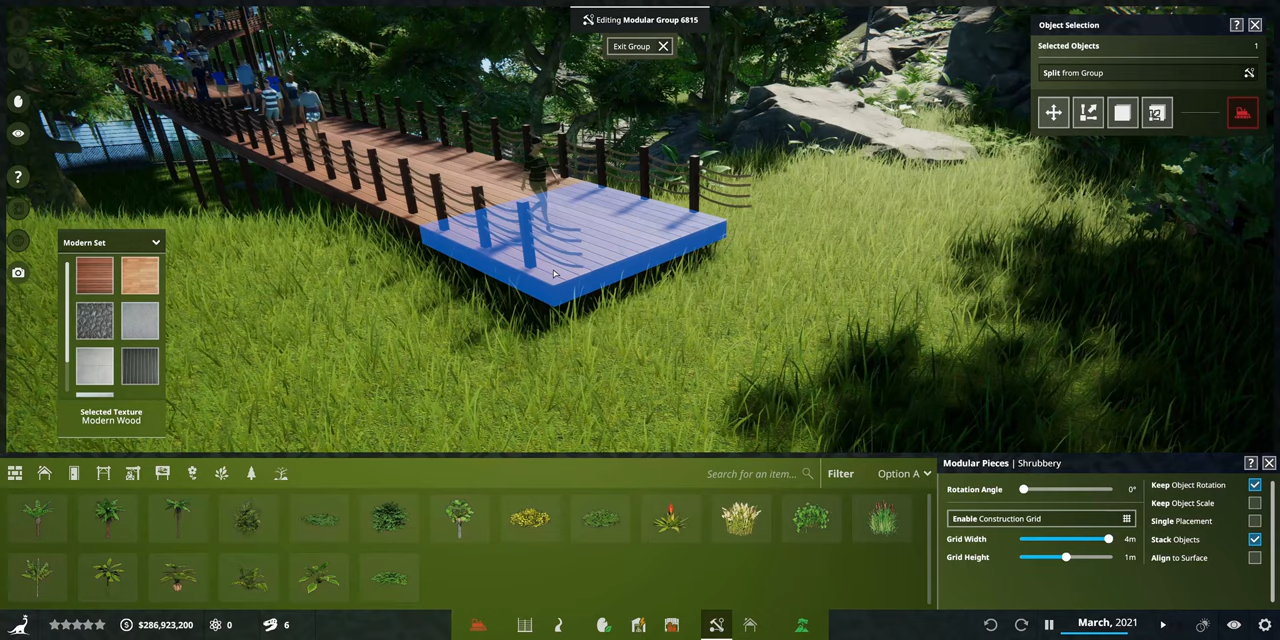 Editing Modular Group 6815
Exit Group
Object Selection
?
Selected Objects 1
Split from Group
?
Modern Set
Selected Texture
Modern Wood
Search for an item...
Filter
Option A
Modular Pieces | Shrubbery
?
Rotation Angle 0°
Enable Construction Grid
Grid Width 4m
Grid Height 1m
Keep Object Rotation
Keep Object Scale
Single Placement
Stack Objects
Align to Surface
$286,923,200
0
6
March, 2021